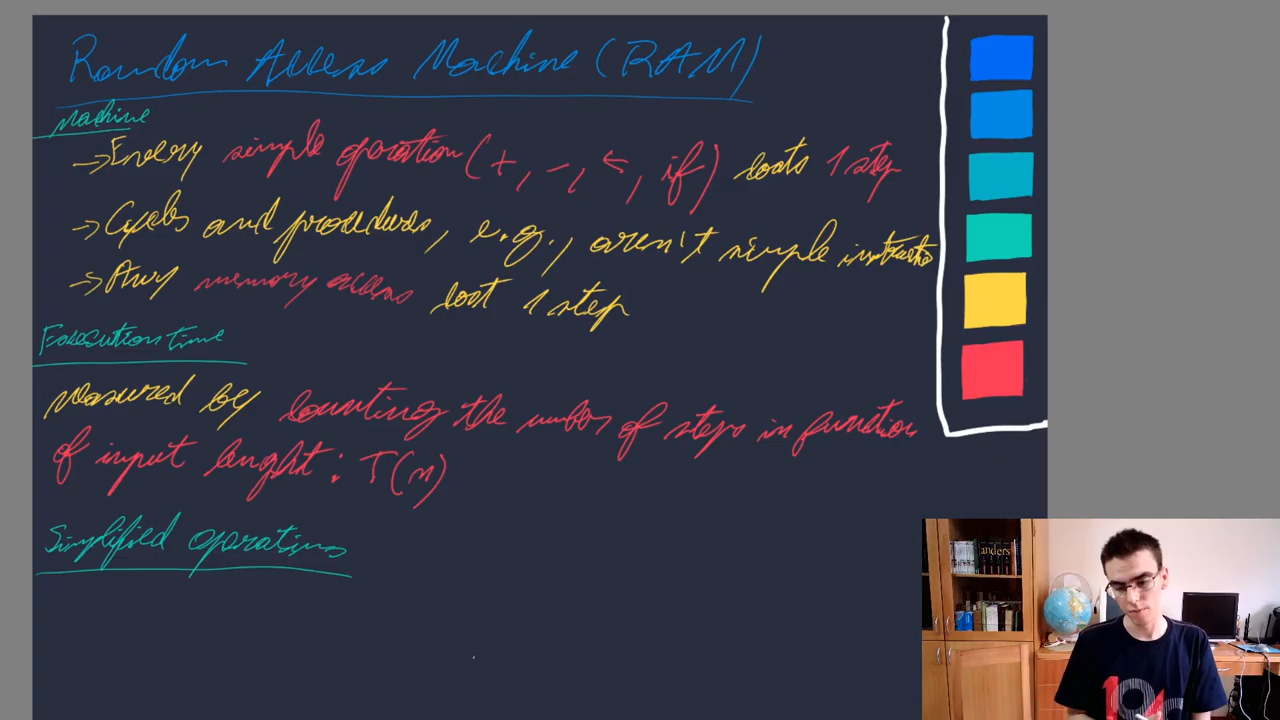 Random Access Machine (RAM)
Machine
→ Every simple operation (+, -, ←, if) costs 1 step
→ Cycles and procedures, e.g., aren't simple instructio
→ Any memory access cost 1 step
Execution time
Measured by counting the number of steps in function
of input lenght: T(n)
Simplified operations
anders